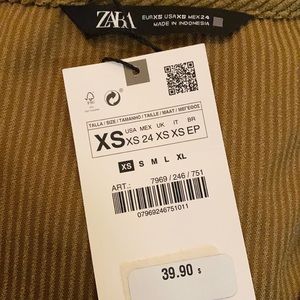 ZARA
EUR XS USA XS MEX 24
MADE IN INDONESIA
FSC
TALLA / SIZE / TAMANHO / TAILLE / MAAT / ΜΕΓΕΘΟΣ
XS
USA MEX UK IT BR
XS 24 XS XS EP
XS S M L XL
ART.: 7969 / 246 / 751
07969246751011
39.90 $